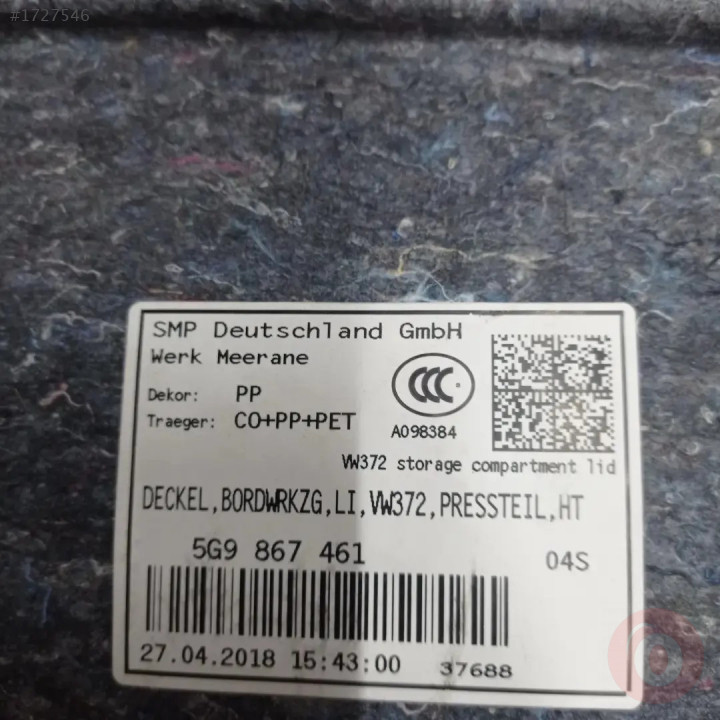 #1727546
SMP Deutschland GmbH
Werk Meerane
Dekor: PP
Traeger: CO+PP+PET
CCC
A098384
VW372 storage compartment lid
DECKEL,BORDWRKZG,LI,VW372,PRESSTEIL,HT
5G9 867 461 04S
27.04.2018 15:43:00 37688